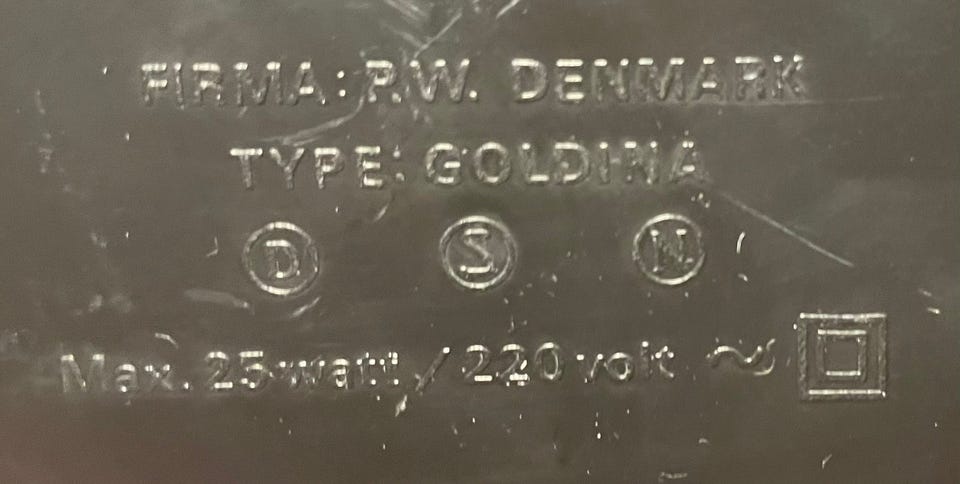 FIRMA: P.W. DENMARK
TYPE: GOLDINA
D S N
Max. 25 watt / 220 volt ~